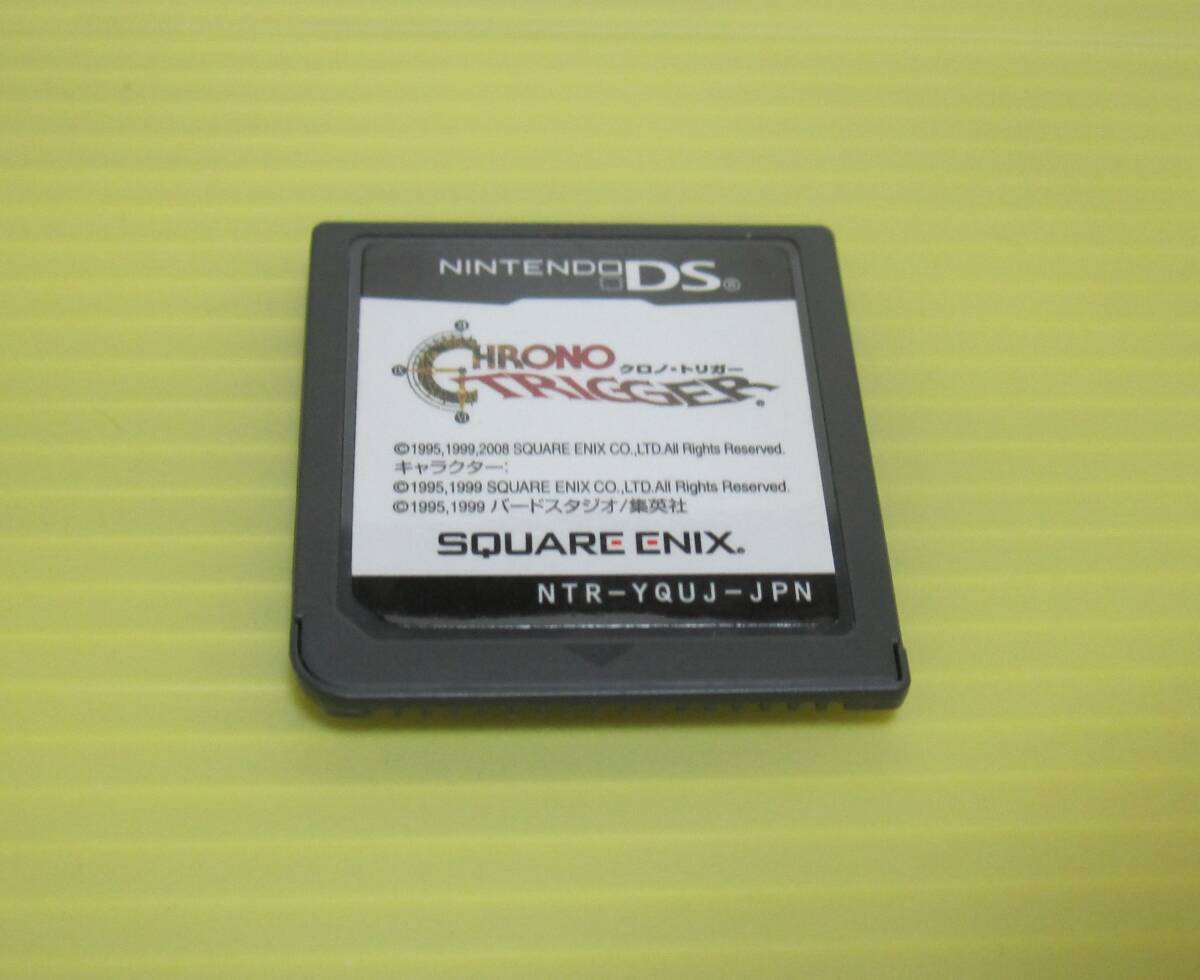 NINTENDO DS®
CHRONO
クロノ・トリガー
TRIGGER®
©1995,1999,2008 SQUARE ENIX CO.,LTD.All Rights Reserved.
キャラクター:
©1995,1999 SQUARE ENIX CO.,LTD.All Rights Reserved.
©1995,1999 バードスタジオ/集英社
SQUARE ENIX®
NTR-YQUJ-JPN